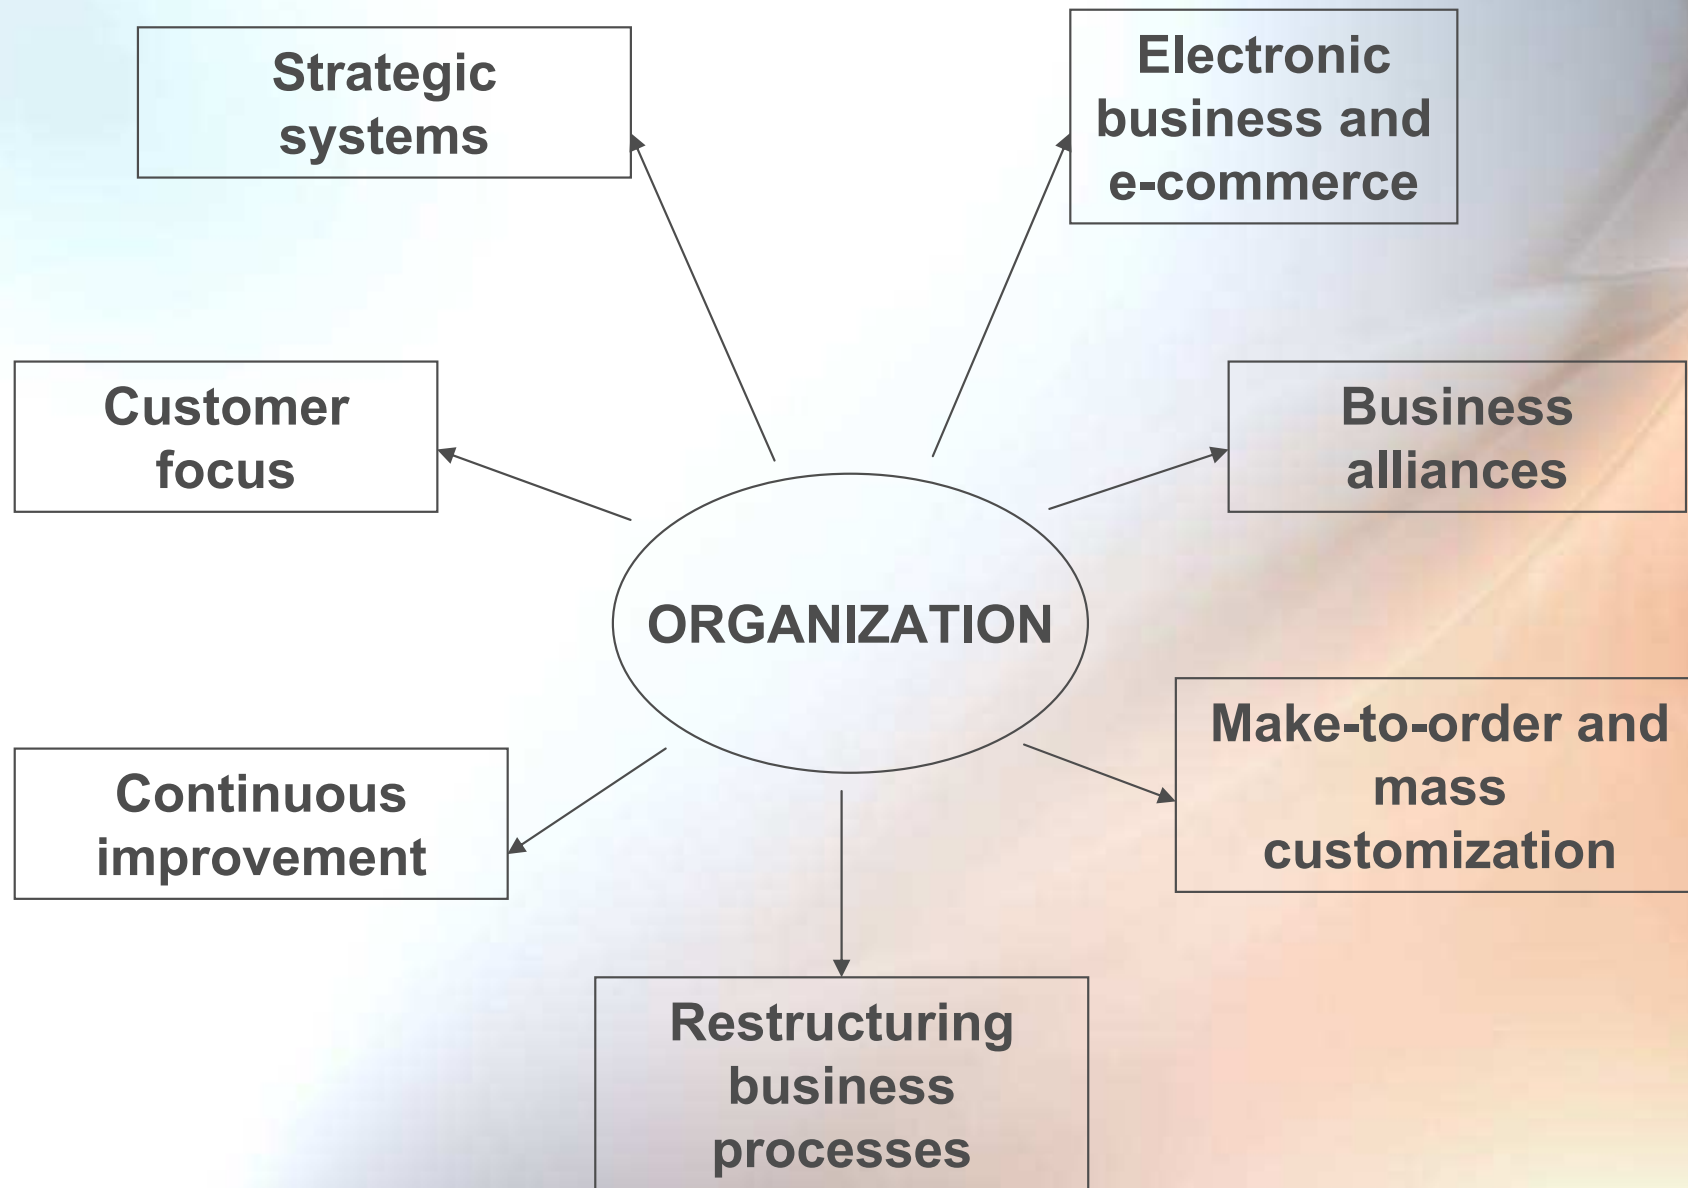 Strategic
systems
Electronic
business and
e-commerce
Customer
focus
Business
alliances
ORGANIZATION
Make-to-order and
mass
customization
Continuous
improvement
Restructuring
business
processes